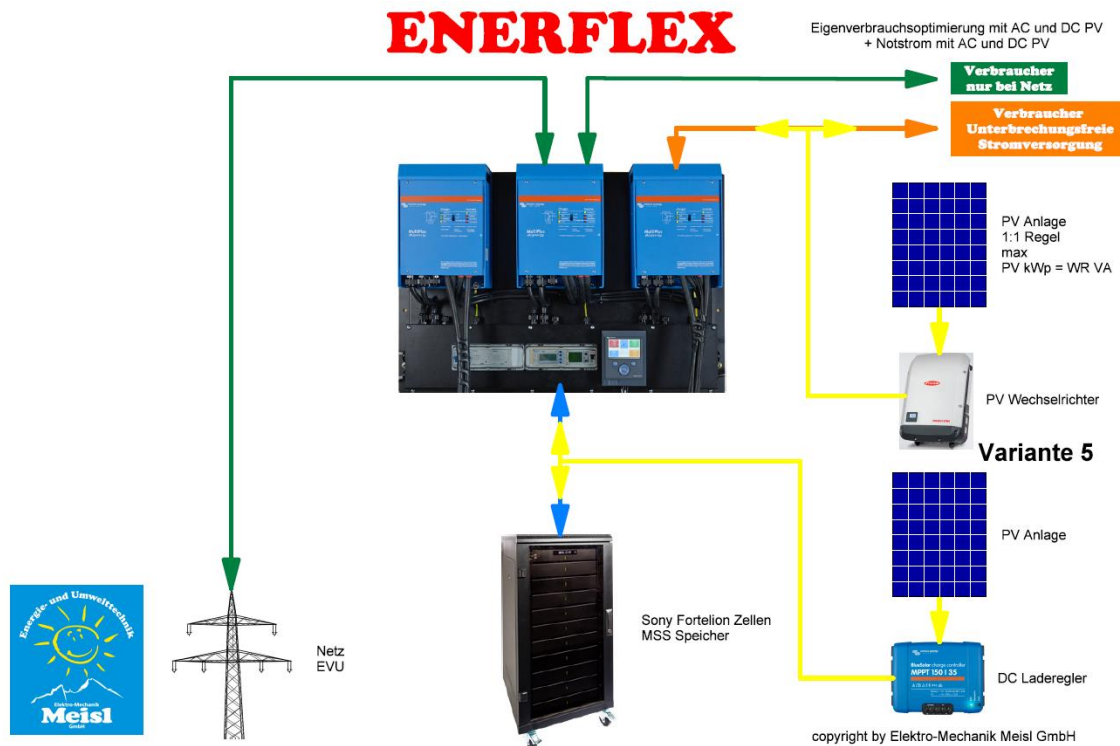 ENERFLEX
Eigenverbrauchsoptimierung mit AC und DC PV
+ Notstrom mit AC und DC PV
Verbraucher
nur bei Netz
Verbraucher
Unterbrechungsfreie
Stromversorgung
PV Anlage
1:1 Regel
max
PV kWp = WR VA
PV Wechselrichter
Variante 5
PV Anlage
Sony Fortelion Zellen
MSS Speicher
BlueSolar charge controller
MPPT 150 | 35
DC Laderegler
Netz
EVU
Energie- und Umwelttechnik
Elektro-Mechanik
Meisl
GmbH
copyright by Elektro-Mechanik Meisl GmbH